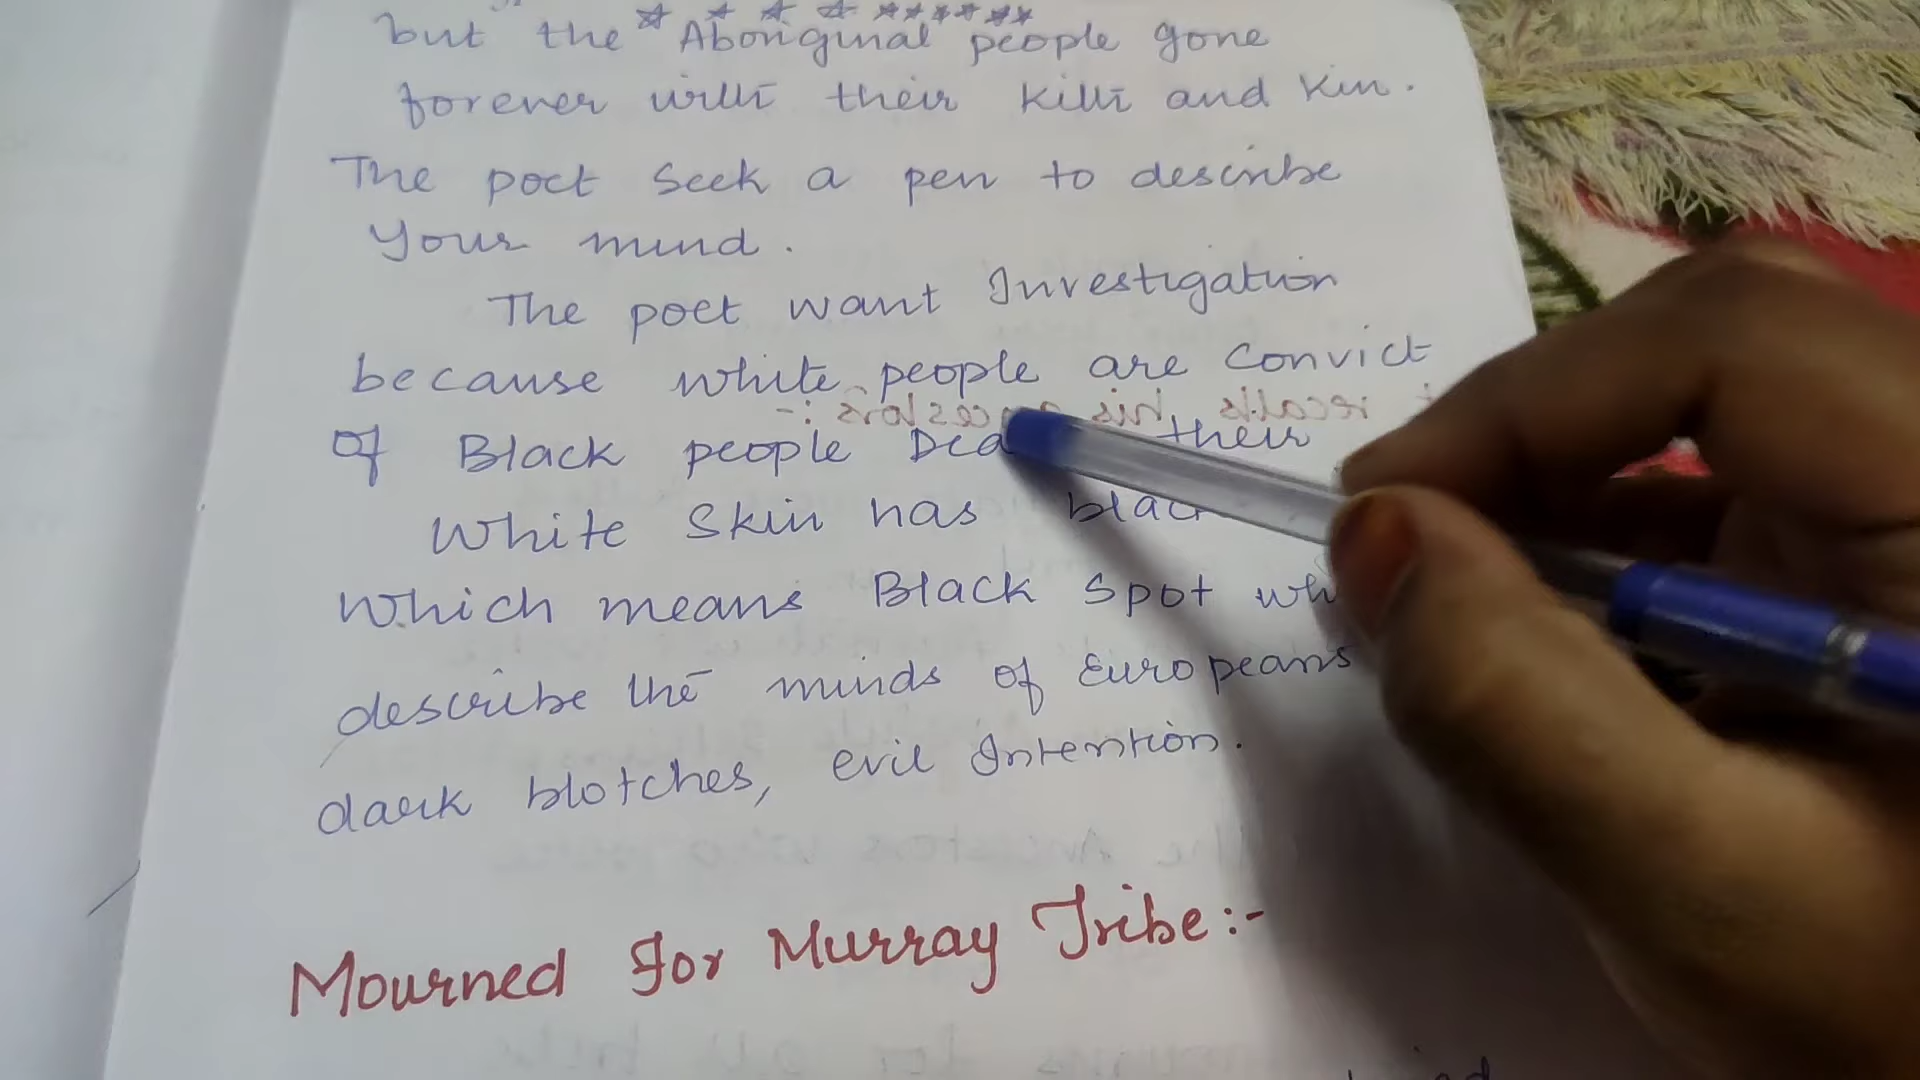 but the Aboriginal people gone
forever with their Kith and Kin.
The poet Seek a pen to describe
Your mind.
The poet want Investigation
because white people are Convict
Of Black people their
White Skin has
Which means Black Spot
describe the minds of Europeans
dark blotches, evil Intention.
Mourned for Murray Tribe:-